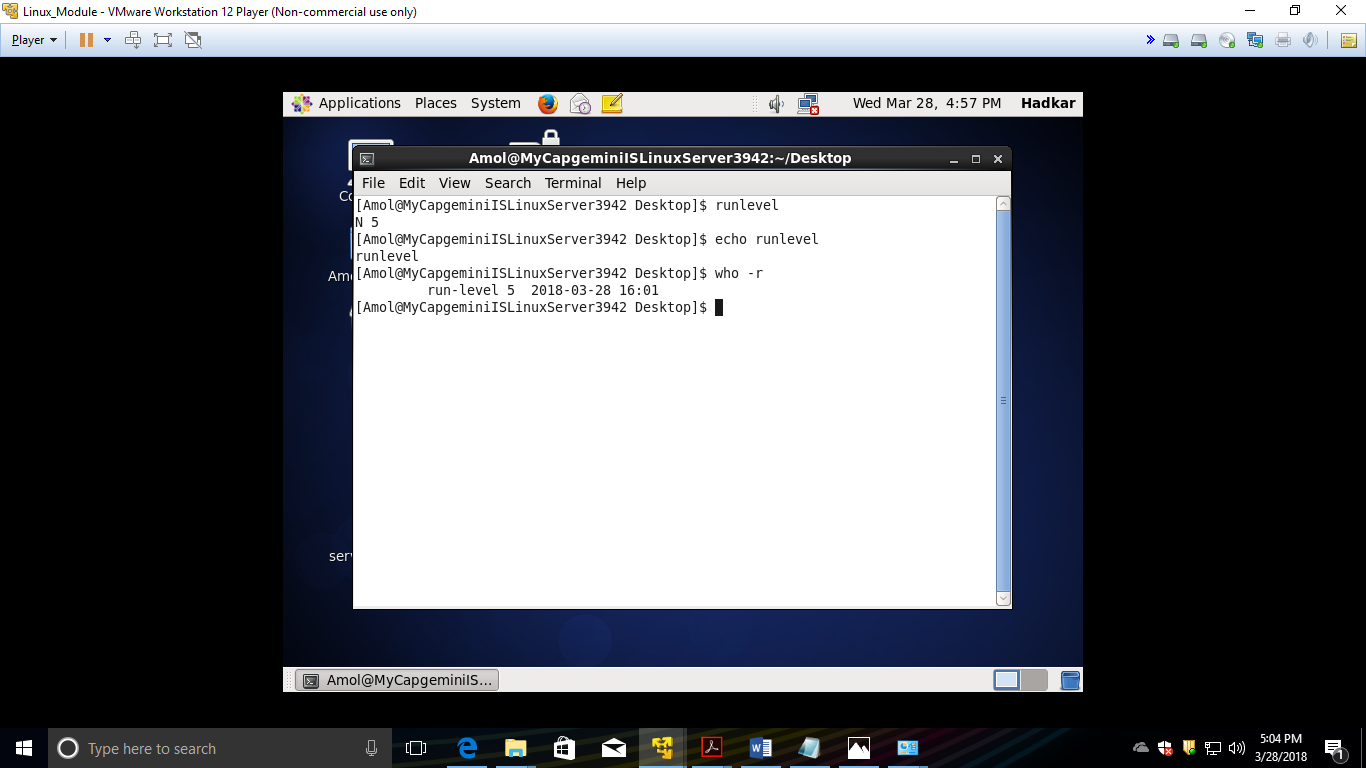 Linux_Module - VMware Workstation 12 Player (Non-commercial use only)
Player
Applications Places System Wed Mar 28, 4:57 PM Hadkar
Amol@MyCapgeminiISLinuxServer3942:~/Desktop
File Edit View Search Terminal Help
[Amol@MyCapgeminiISLinuxServer3942 Desktop]$ runlevel
N 5
[Amol@MyCapgeminiISLinuxServer3942 Desktop]$ echo runlevel
runlevel
[Amol@MyCapgeminiISLinuxServer3942 Desktop]$ who -r
         run-level 5  2018-03-28 16:01
[Amol@MyCapgeminiISLinuxServer3942 Desktop]$
Amol@MyCapgeminiIS...
Type here to search
5:04 PM
3/28/2018
1